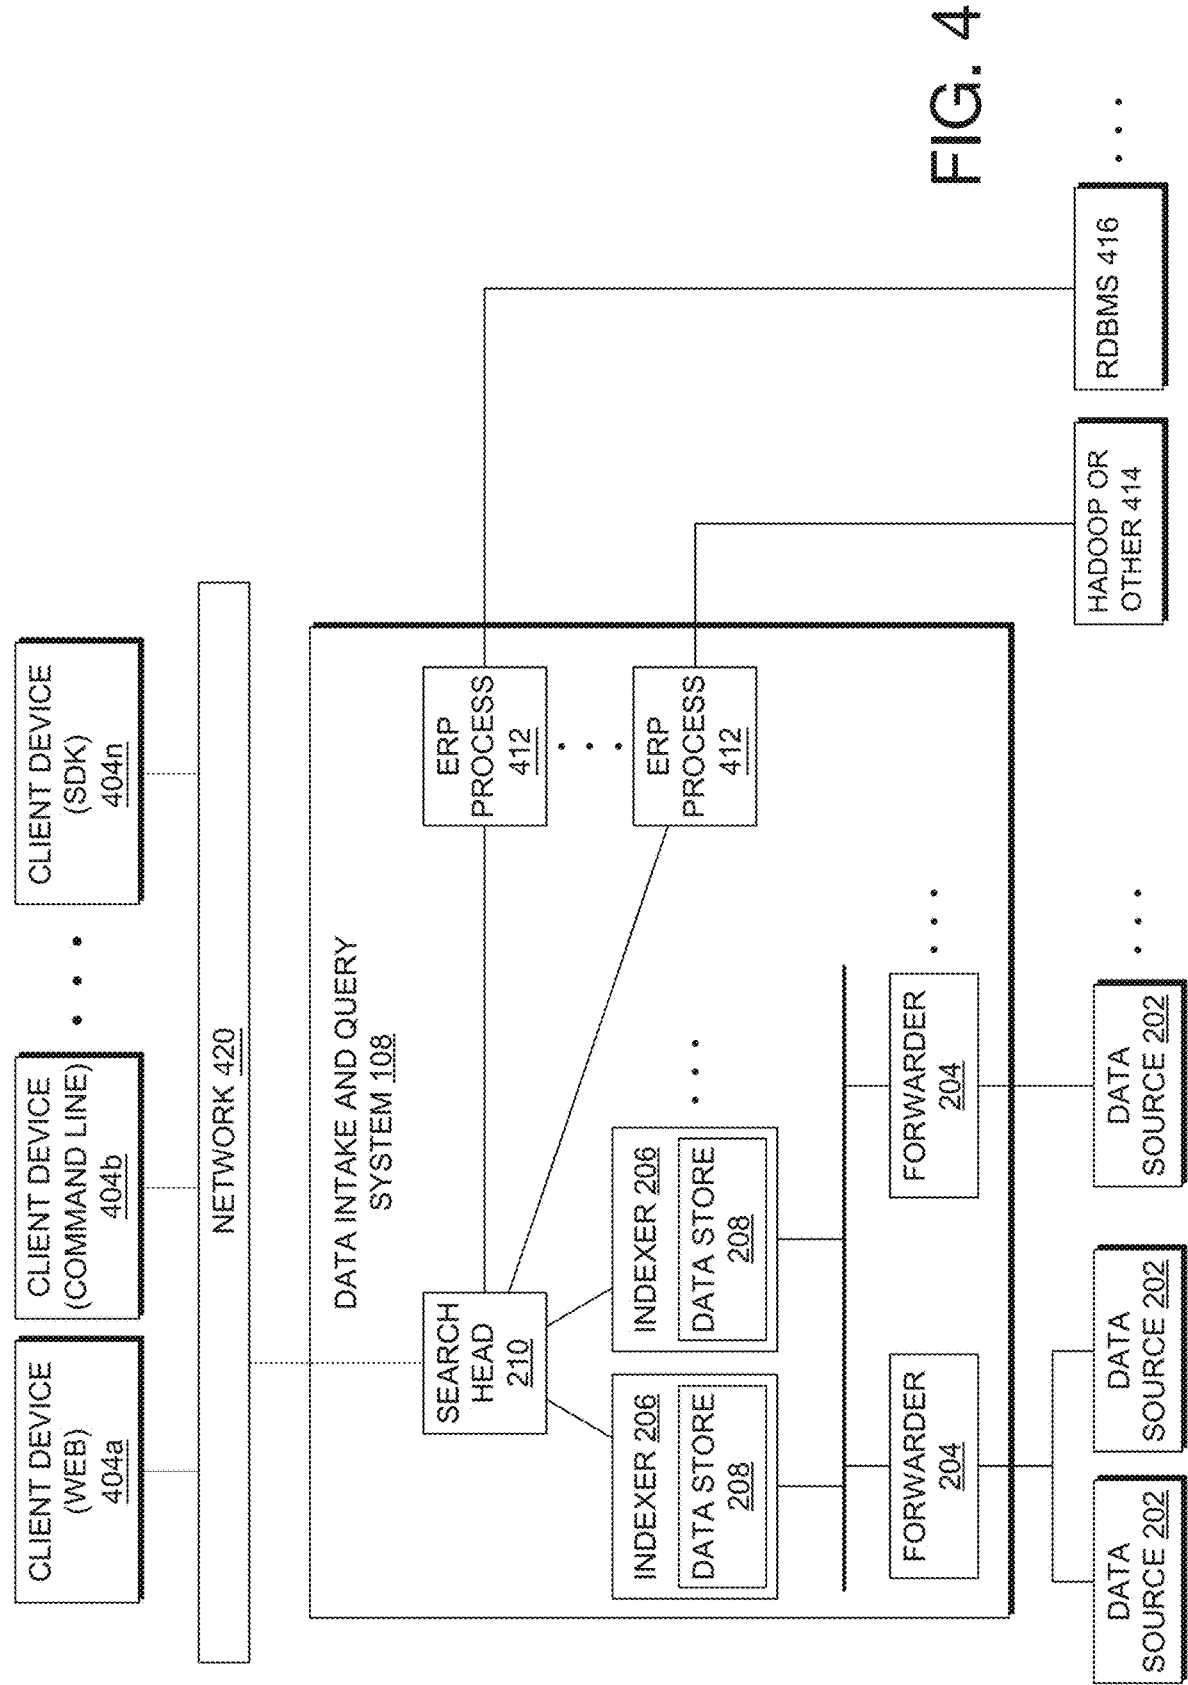 CLIENT DEVICE
(WEB)
404a
CLIENT DEVICE
(COMMAND LINE)
404b
CLIENT DEVICE
(SDK)
404n
NETWORK 420
DATA INTAKE AND QUERY
SYSTEM 108
SEARCH
HEAD
210
ERP
PROCESS
412
ERP
PROCESS
412
INDEXER 206
DATA STORE
208
INDEXER 206
DATA STORE
208
FORWARDER
204
FORWARDER
204
DATA
SOURCE 202
DATA
SOURCE 202
DATA
SOURCE 202
HADOOP OR
OTHER 414
RDBMS 416
FIG. 4